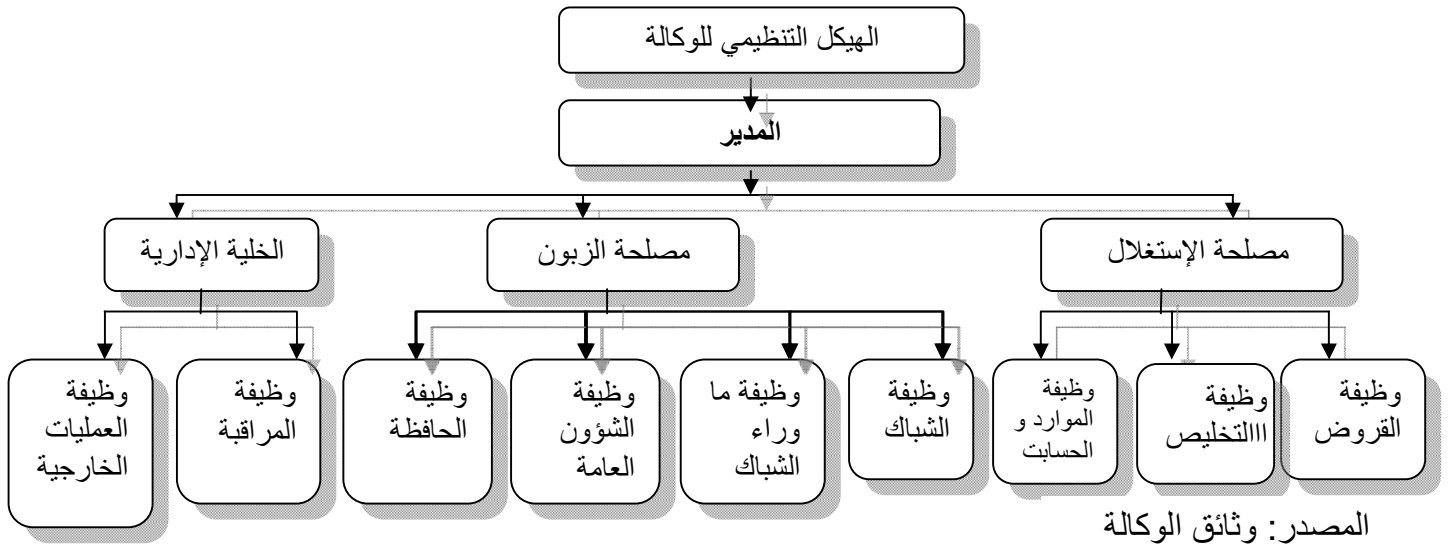 الهيكل التنظيمي للوكالة
المدير
مصلحة الإستغلال
مصلحة الزبون
الخلية الإدارية
وظيفة
القروض
وظيفة
االتخليص
وظيفة
الموارد و
الحسابت
وظيفة
الشباك
وظيفة ما
وراء
الشباك
وظيفة
الشؤون
العامة
وظيفة
الحافظة
وظيفة
المراقبة
وظيفة
العمليات
الخارجية
المصدر: وثائق الوكالة